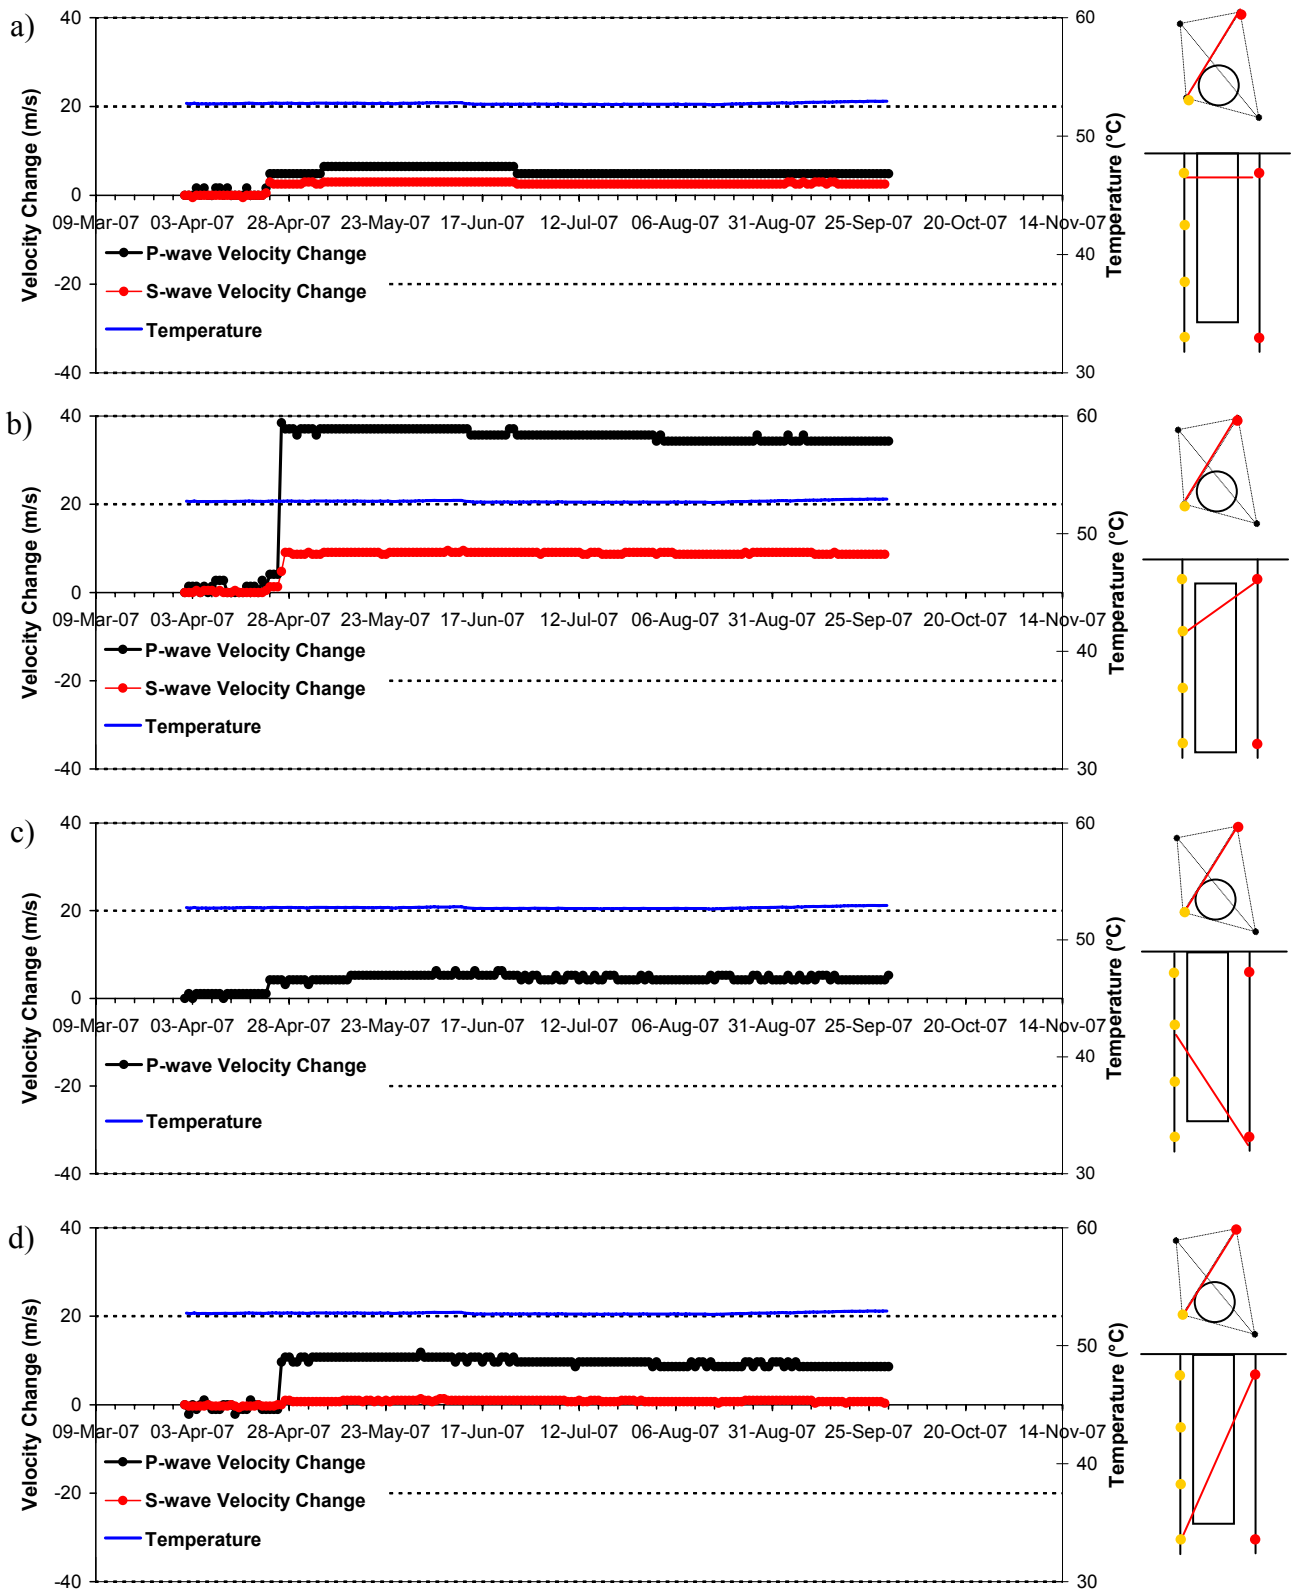 a)
40
20
0
-20
-40
60
50
40
30
Velocity Change (m/s)
Temperature (°C)
09-Mar-07 03-Apr-07 28-Apr-07 23-May-07 17-Jun-07 12-Jul-07 06-Aug-07 31-Aug-07 25-Sep-07 20-Oct-07 14-Nov-07
P-wave Velocity Change
S-wave Velocity Change
Temperature
b)
40
20
0
-20
-40
60
50
40
30
Velocity Change (m/s)
Temperature (°C)
09-Mar-07 03-Apr-07 28-Apr-07 23-May-07 17-Jun-07 12-Jul-07 06-Aug-07 31-Aug-07 25-Sep-07 20-Oct-07 14-Nov-07
P-wave Velocity Change
S-wave Velocity Change
Temperature
c)
40
20
0
-20
-40
60
50
40
30
Velocity Change (m/s)
Temperature (°C)
09-Mar-07 03-Apr-07 28-Apr-07 23-May-07 17-Jun-07 12-Jul-07 06-Aug-07 31-Aug-07 25-Sep-07 20-Oct-07 14-Nov-07
P-wave Velocity Change
Temperature
d)
40
20
0
-20
-40
60
50
40
30
Velocity Change (m/s)
Temperature (°C)
09-Mar-07 03-Apr-07 28-Apr-07 23-May-07 17-Jun-07 12-Jul-07 06-Aug-07 31-Aug-07 25-Sep-07 20-Oct-07 14-Nov-07
P-wave Velocity Change
S-wave Velocity Change
Temperature